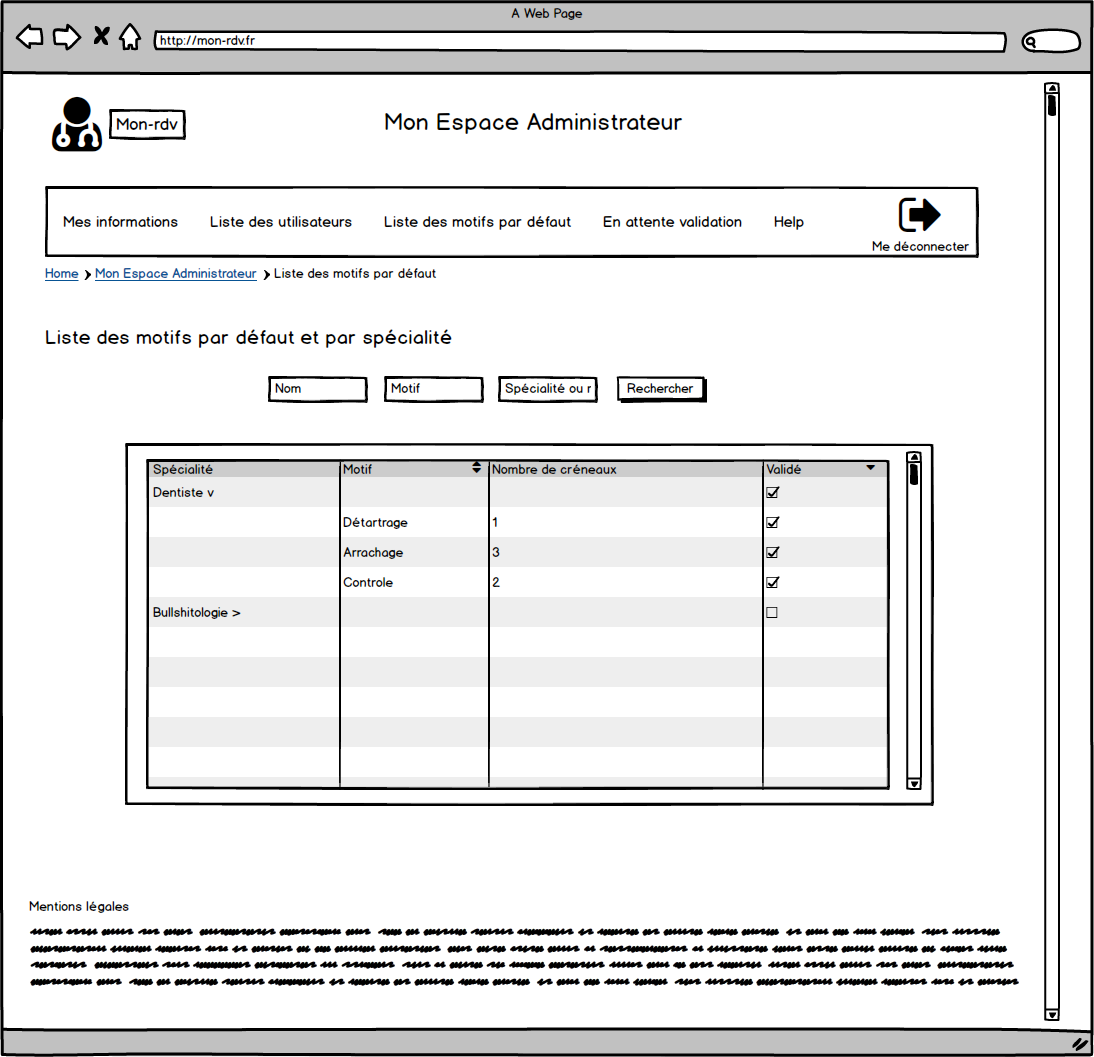 A Web Page
http://mon-rdv.fr
Mon-rdv
Mon Espace Administrateur
Mes informations Liste des utilisateurs Liste des motifs par défaut En attente validation Help
Me déconnecter
Home Mon Espace Administrateur Liste des motifs par défaut
Liste des motifs par défaut et par spécialité
Nom Motif Spécialité ou r Rechercher
Spécialité Motif Nombre de créneaux Validé
Dentiste v
Détartrage 1
Arrachage 3
Controle 2
Bullshitologie >
Mentions légales